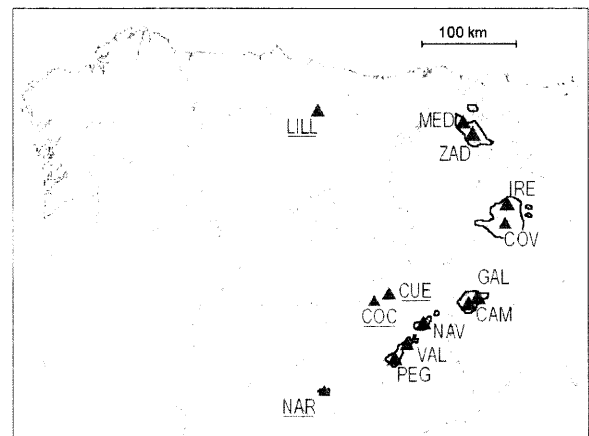 100 km
LILL
MED
ZAD
IRE
COV
GAL
CUE
COC
CAM
NAV
VAL
PEG
NAR